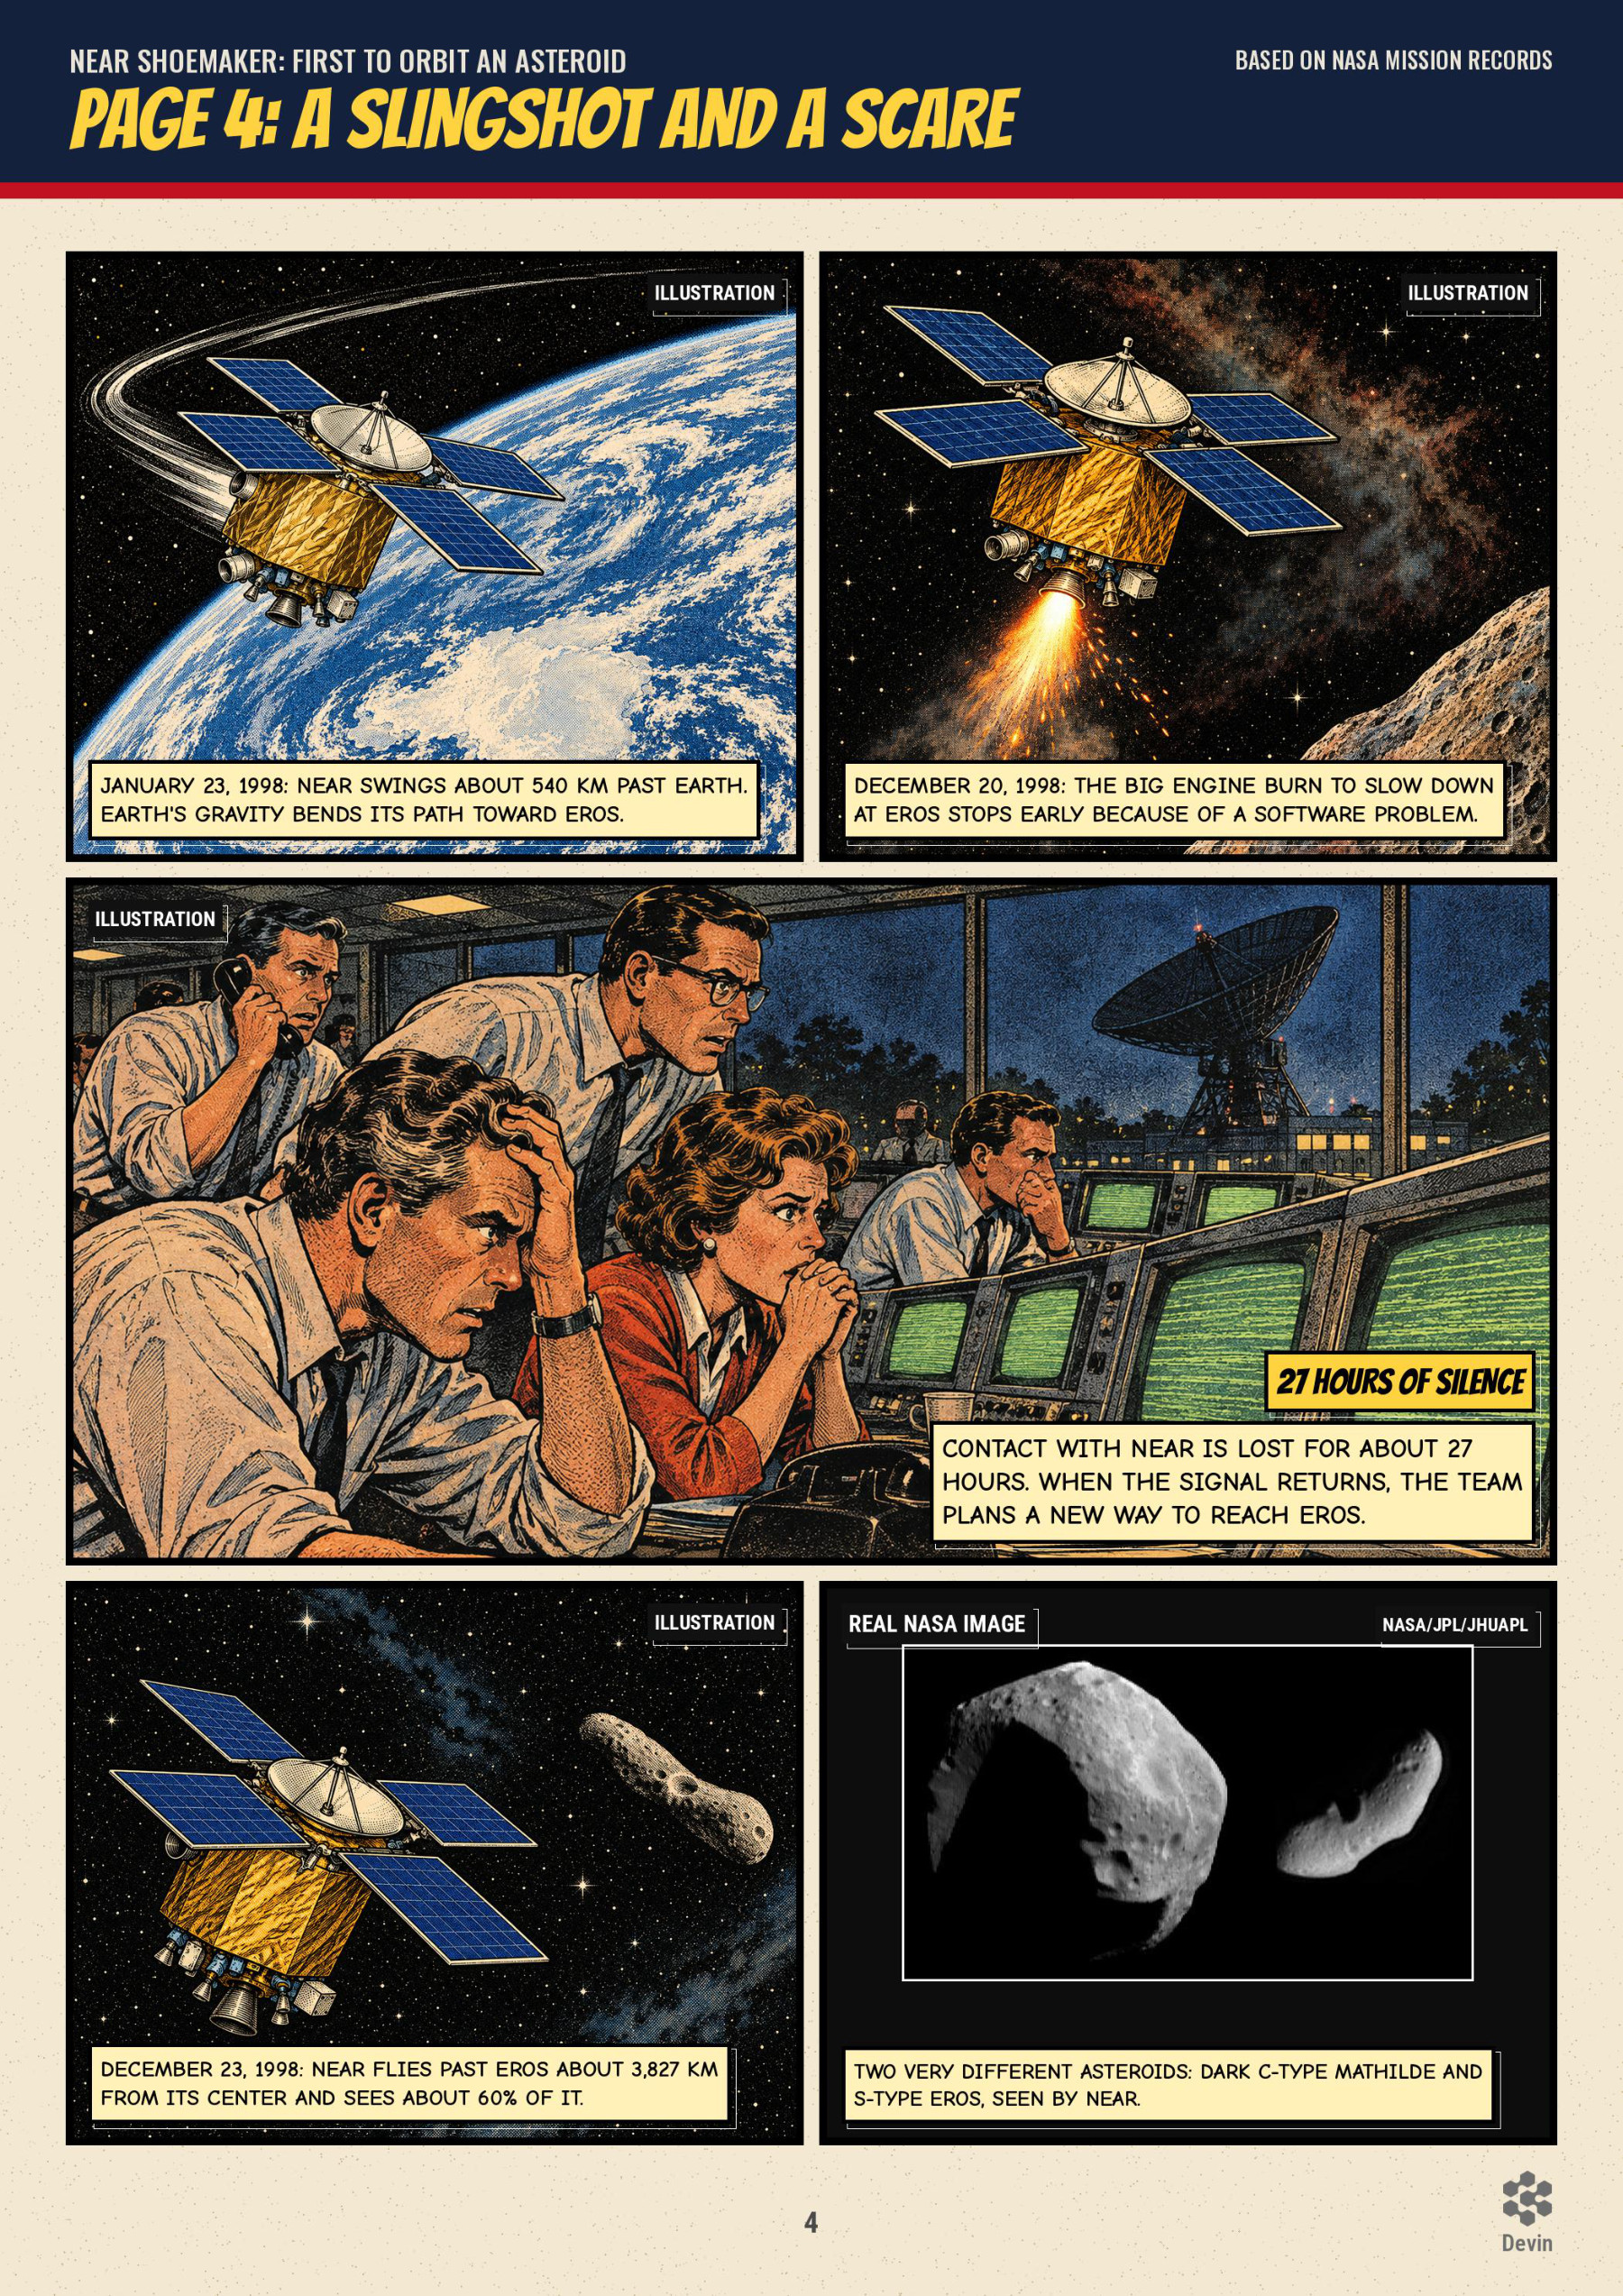 NEAR SHOEMAKER: FIRST TO ORBIT AN ASTEROID
BASED ON NASA MISSION RECORDS
PAGE 4: A SLINGSHOT AND A SCARE
ILLUSTRATION
JANUARY 23, 1998: NEAR SWINGS ABOUT 540 KM PAST EARTH.
EARTH'S GRAVITY BENDS ITS PATH TOWARD EROS.
ILLUSTRATION
DECEMBER 20, 1998: THE BIG ENGINE BURN TO SLOW DOWN
AT EROS STOPS EARLY BECAUSE OF A SOFTWARE PROBLEM.
ILLUSTRATION
27 HOURS OF SILENCE
CONTACT WITH NEAR IS LOST FOR ABOUT 27
HOURS. WHEN THE SIGNAL RETURNS, THE TEAM
PLANS A NEW WAY TO REACH EROS.
ILLUSTRATION
DECEMBER 23, 1998: NEAR FLIES PAST EROS ABOUT 3,827 KM
FROM ITS CENTER AND SEES ABOUT 60% OF IT.
REAL NASA IMAGE
NASA/JPL/JHUAPL
TWO VERY DIFFERENT ASTEROIDS: DARK C-TYPE MATHILDE AND
S-TYPE EROS, SEEN BY NEAR.
4
Devin